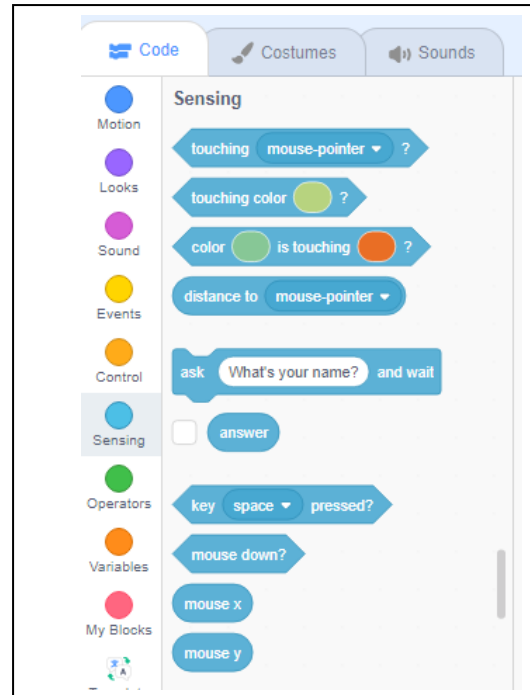 Code Costumes Sounds
Motion
Looks
Sound
Events
Control
Sensing
Operators
Variables
My Blocks
Sensing
touching mouse-pointer ?
touching color ?
color is touching ?
distance to mouse-pointer
ask What's your name? and wait
answer
key space pressed?
mouse down?
mouse x
mouse y